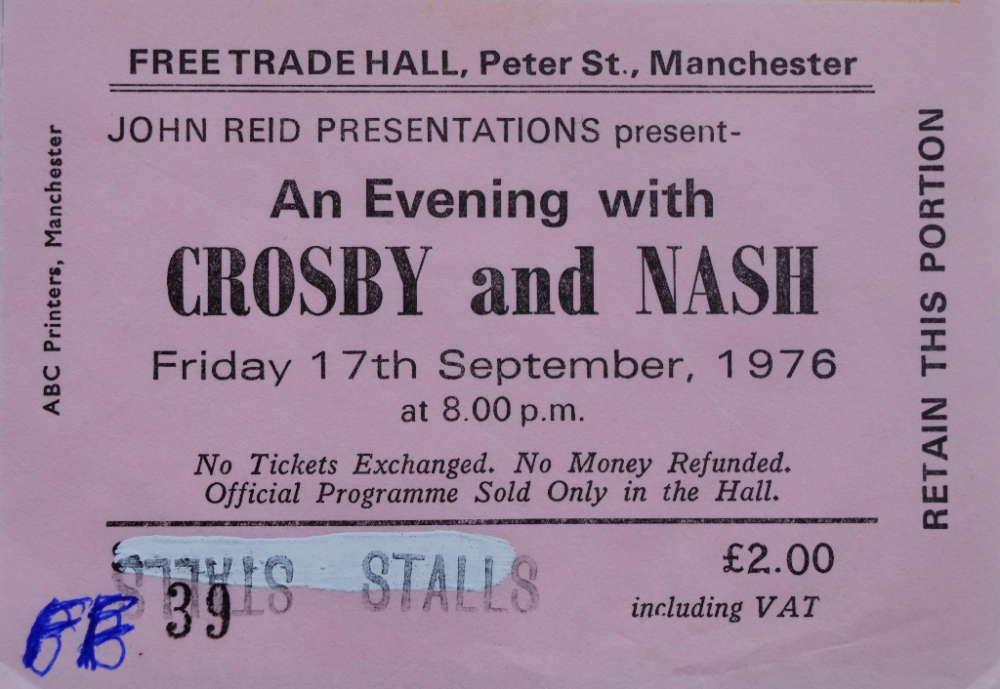 FREE TRADE HALL, Peter St., Manchester
JOHN REID PRESENTATIONS present-
An Evening with
CROSBY and NASH
Friday 17th September, 1976
at 8.00 p.m.
No Tickets Exchanged. No Money Refunded.
Official Programme Sold Only in the Hall.
STALLS STALLS
£2.00
39
including VAT
ABC Printers, Manchester
RETAIN THIS PORTION